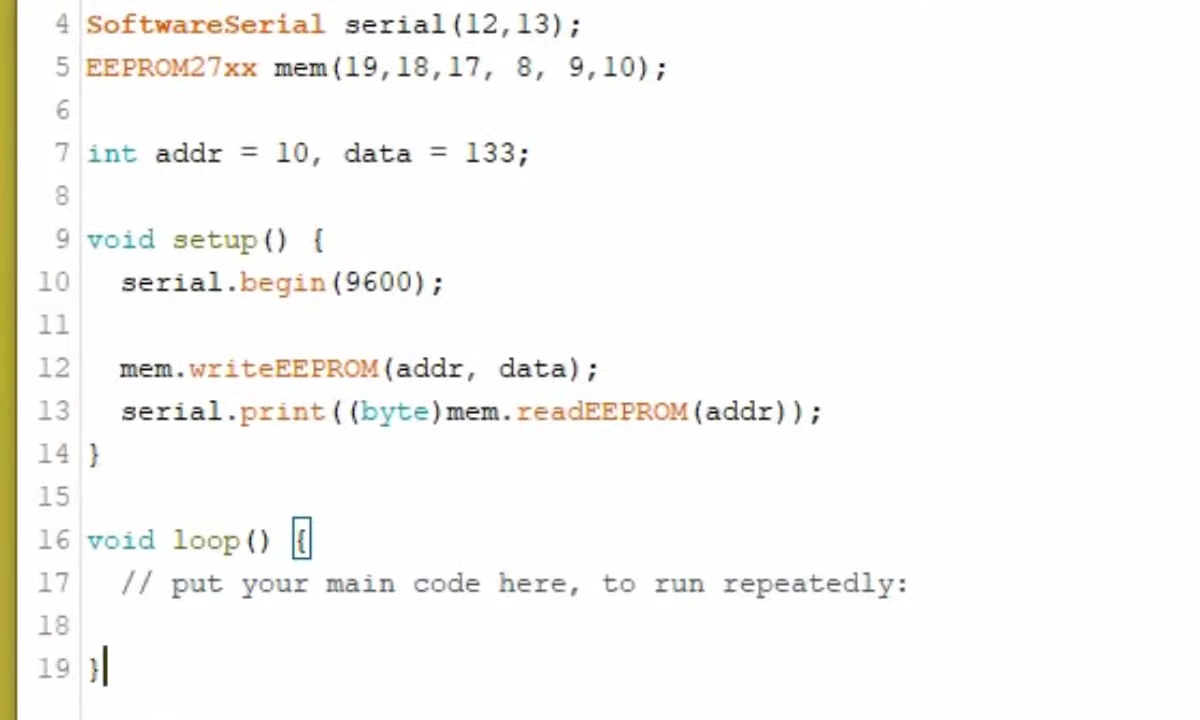 4 SoftwareSerial serial(12,13);
5 EEPROM27xx mem(19,18,17, 8, 9,10);
6
7 int addr = 10, data = 133;
8
9 void setup() {
10   serial.begin(9600);
11
12   mem.writeEEPROM(addr, data);
13   serial.print((byte)mem.readEEPROM(addr));
14 }
15
16 void loop() {
17   // put your main code here, to run repeatedly:
18
19 }